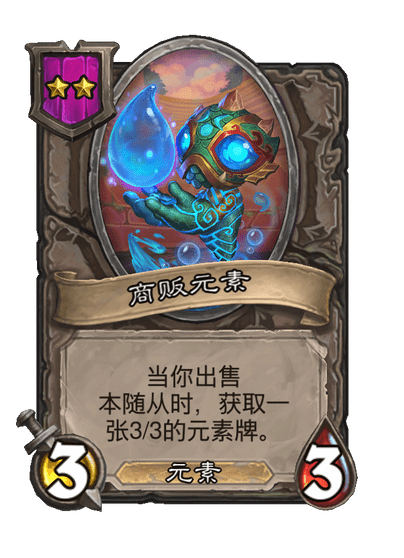 商贩元素
当你出售
本随从时，获取一
张3/3的元素牌。
3
元素
3